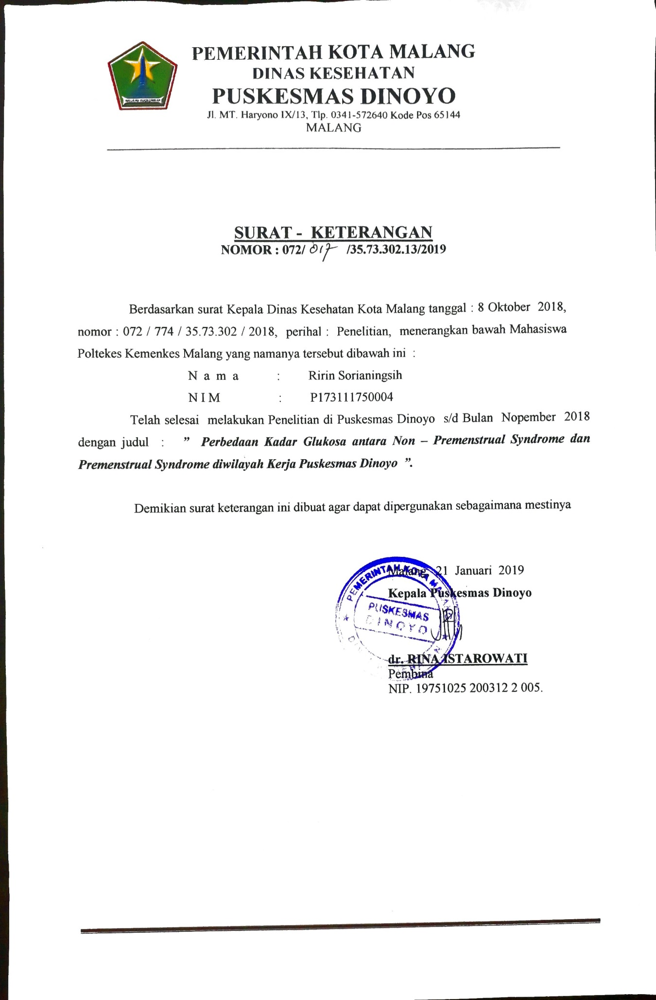 PEMERINTAH KOTA MALANG
DINAS KESEHATAN
PUSKESMAS DINOYO
Jl. MT. Haryono IX/13, Tlp. 0341-572640 Kode Pos 65144
MALANG
SURAT - KETERANGAN
NOMOR : 072/ 017 /35.73.302.13/2019
Berdasarkan surat Kepala Dinas Kesehatan Kota Malang tanggal : 8 Oktober 2018,
nomor : 072 / 774 / 35.73.302 / 2018, perihal : Penelitian, menerangkan bawah Mahasiswa
Poltekes Kemenkes Malang yang namanya tersebut dibawah ini :
N a m a : Ririn Sorianingsih
N I M : P173111750004
Telah selesai melakukan Penelitian di Puskesmas Dinoyo s/d Bulan Nopember 2018
dengan judul : ” Perbedaan Kadar Glukosa antara Non – Premenstrual Syndrome dan
Premenstrual Syndrome diwilayah Kerja Puskesmas Dinoyo ”.
Demikian surat keterangan ini dibuat agar dapat dipergunakan sebagaimana mestinya
Malang, 21 Januari 2019
Kepala Puskesmas Dinoyo
PEMERINTAH KOTA MALANG
PUSKESMAS
DINOYO
dr. RINA ISTAROWATI
Pembina
NIP. 19751025 200312 2 005.